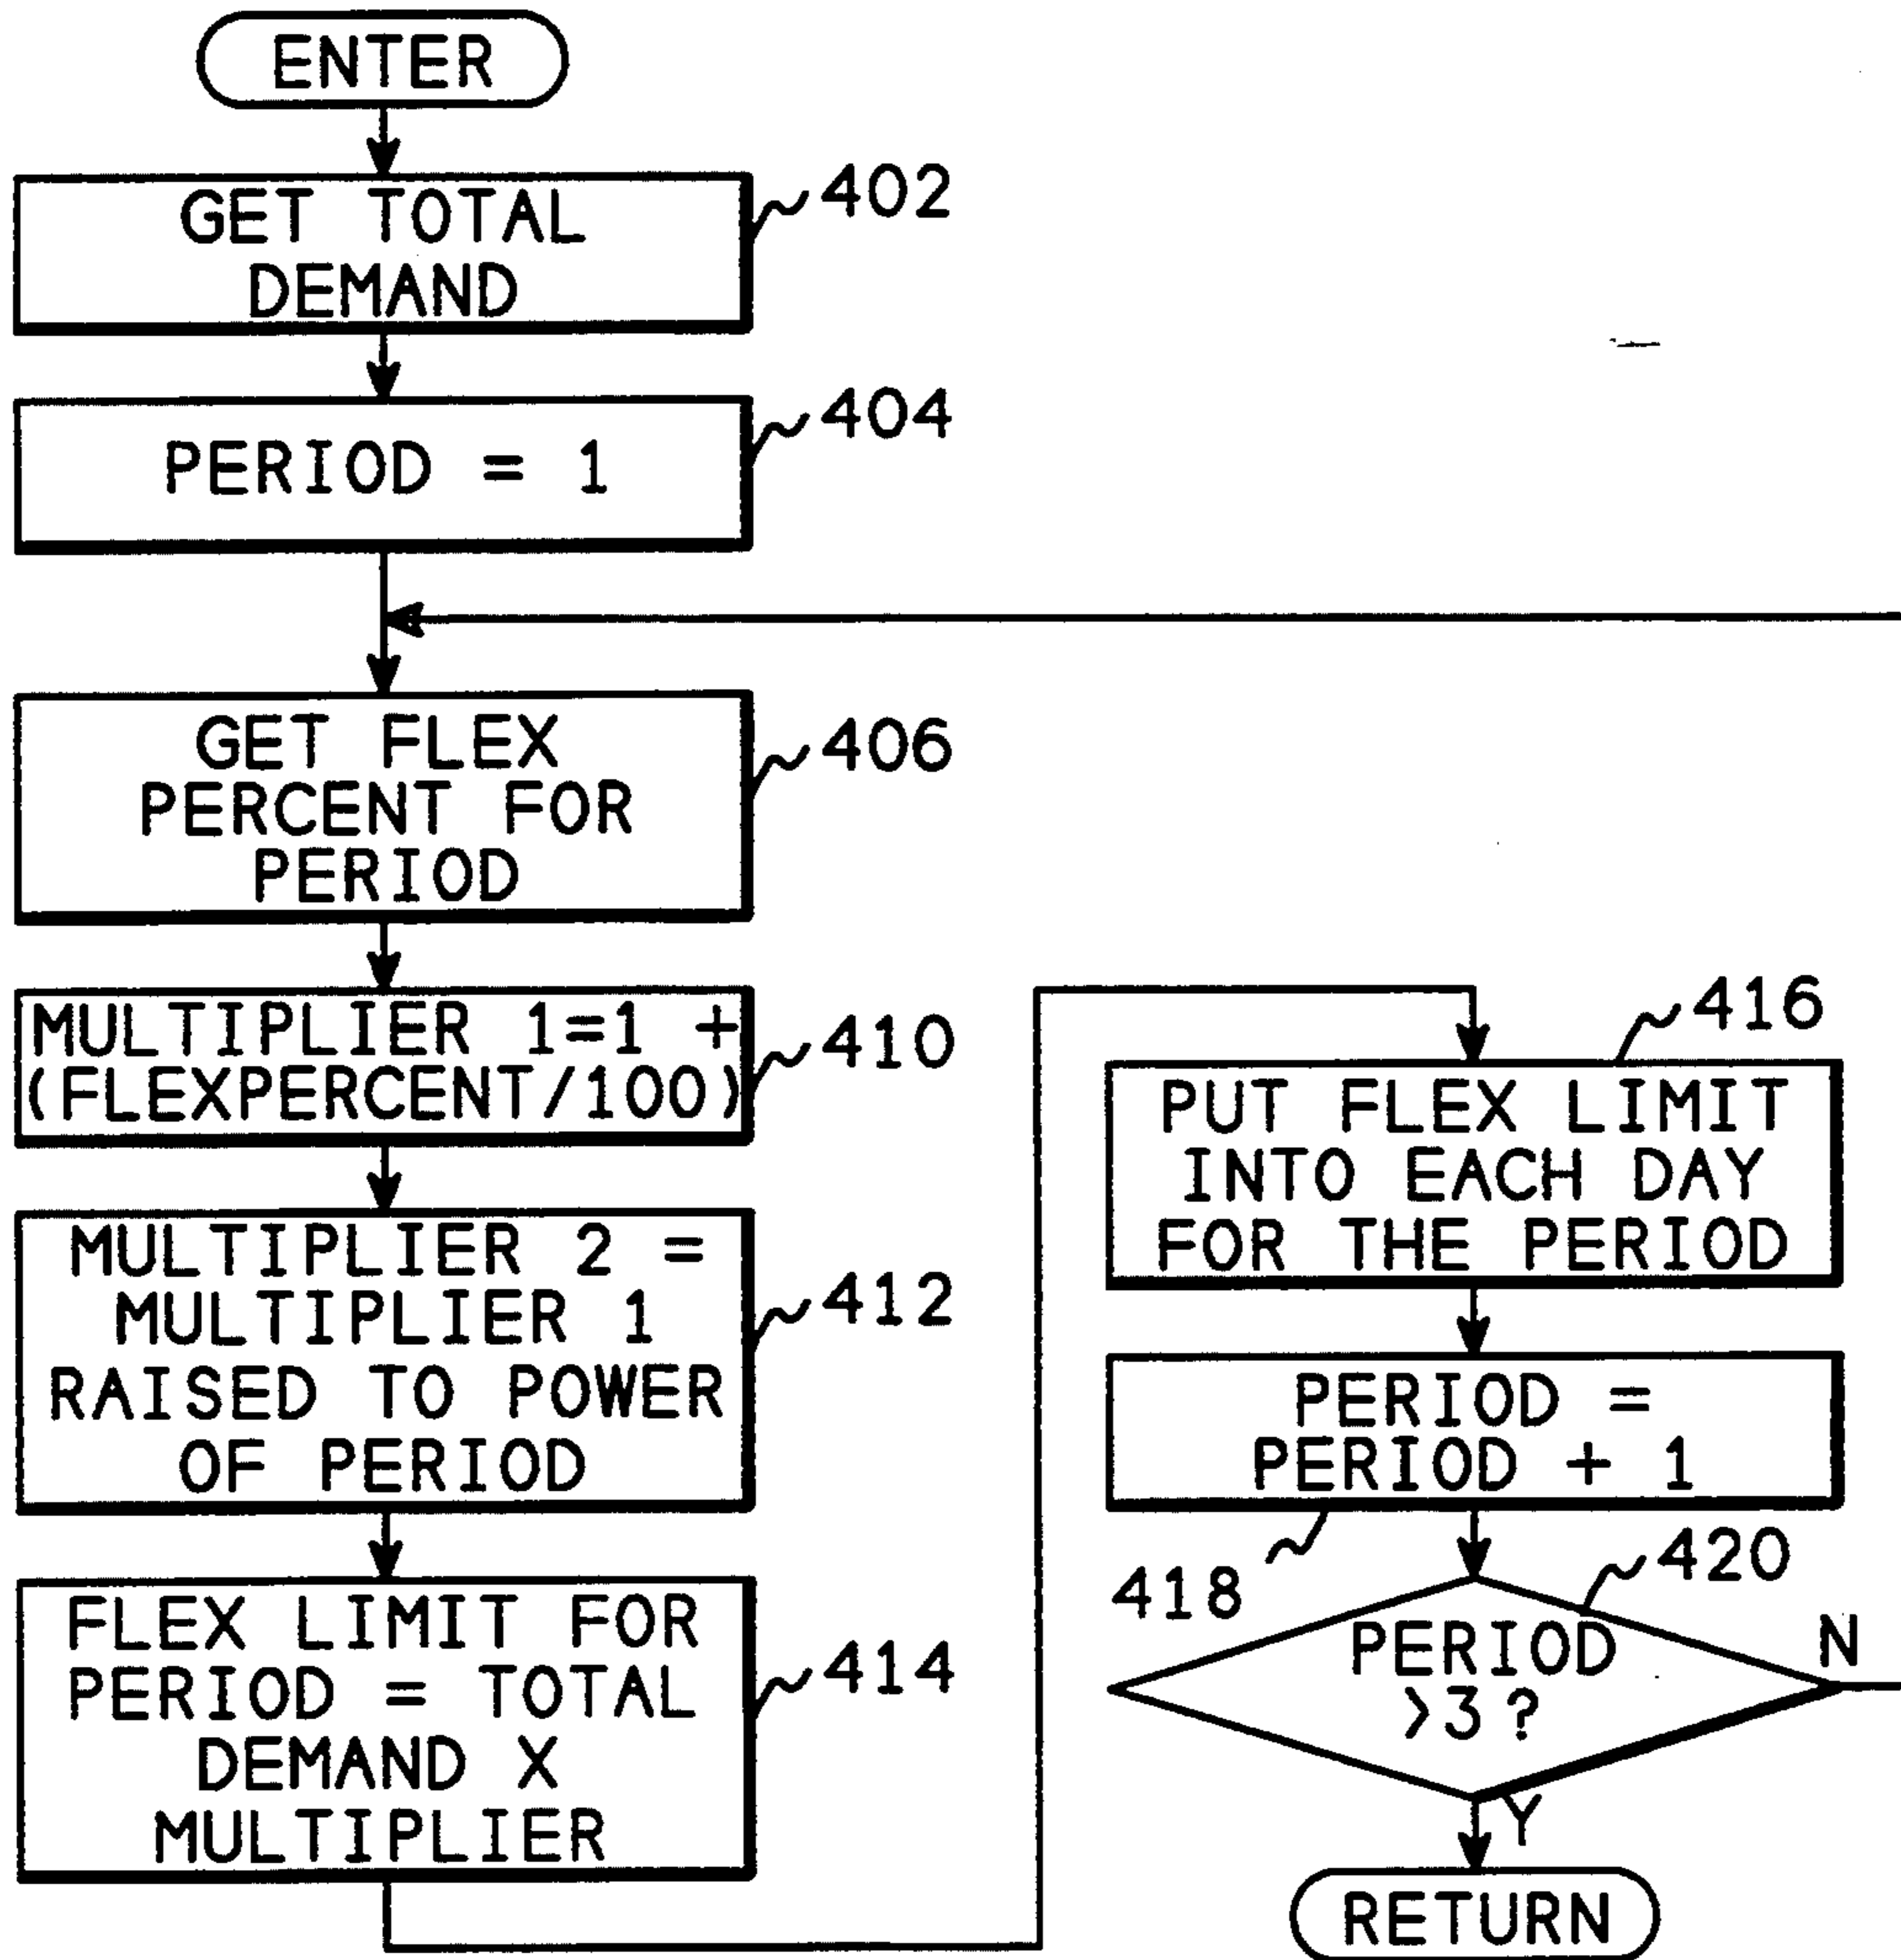 ENTER
GET TOTAL
DEMAND
402
PERIOD = 1
404
GET FLEX
PERCENT FOR
PERIOD
406
MULTIPLIER 1=1 +
(FLEXPERCENT/100)
410
MULTIPLIER 2 =
MULTIPLIER 1
RAISED TO POWER
OF PERIOD
412
FLEX LIMIT FOR
PERIOD = TOTAL
DEMAND X
MULTIPLIER
414
416
PUT FLEX LIMIT
INTO EACH DAY
FOR THE PERIOD
PERIOD =
PERIOD + 1
418
420
PERIOD
>3?
N
Y
RETURN